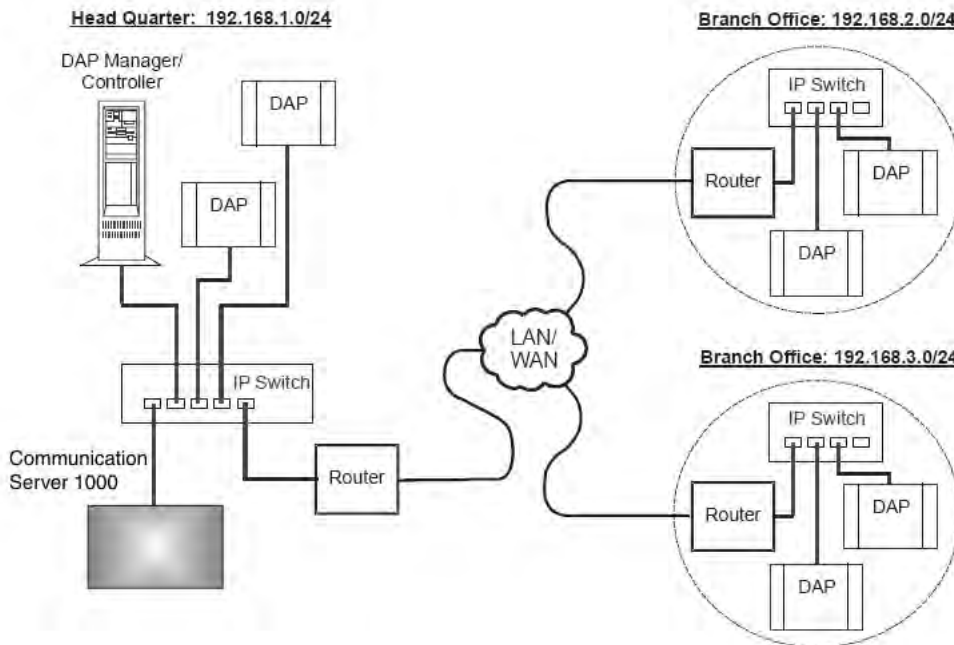 Head Quarter: 192.168.1.0/24
DAP Manager/
Controller
DAP
DAP
IP Switch
Communication
Server 1000
Router
LAN/
WAN
Branch Office: 192.168.2.0/24
IP Switch
Router
DAP
DAP
Branch Office: 192.168.3.0/24
IP Switch
Router
DAP
DAP